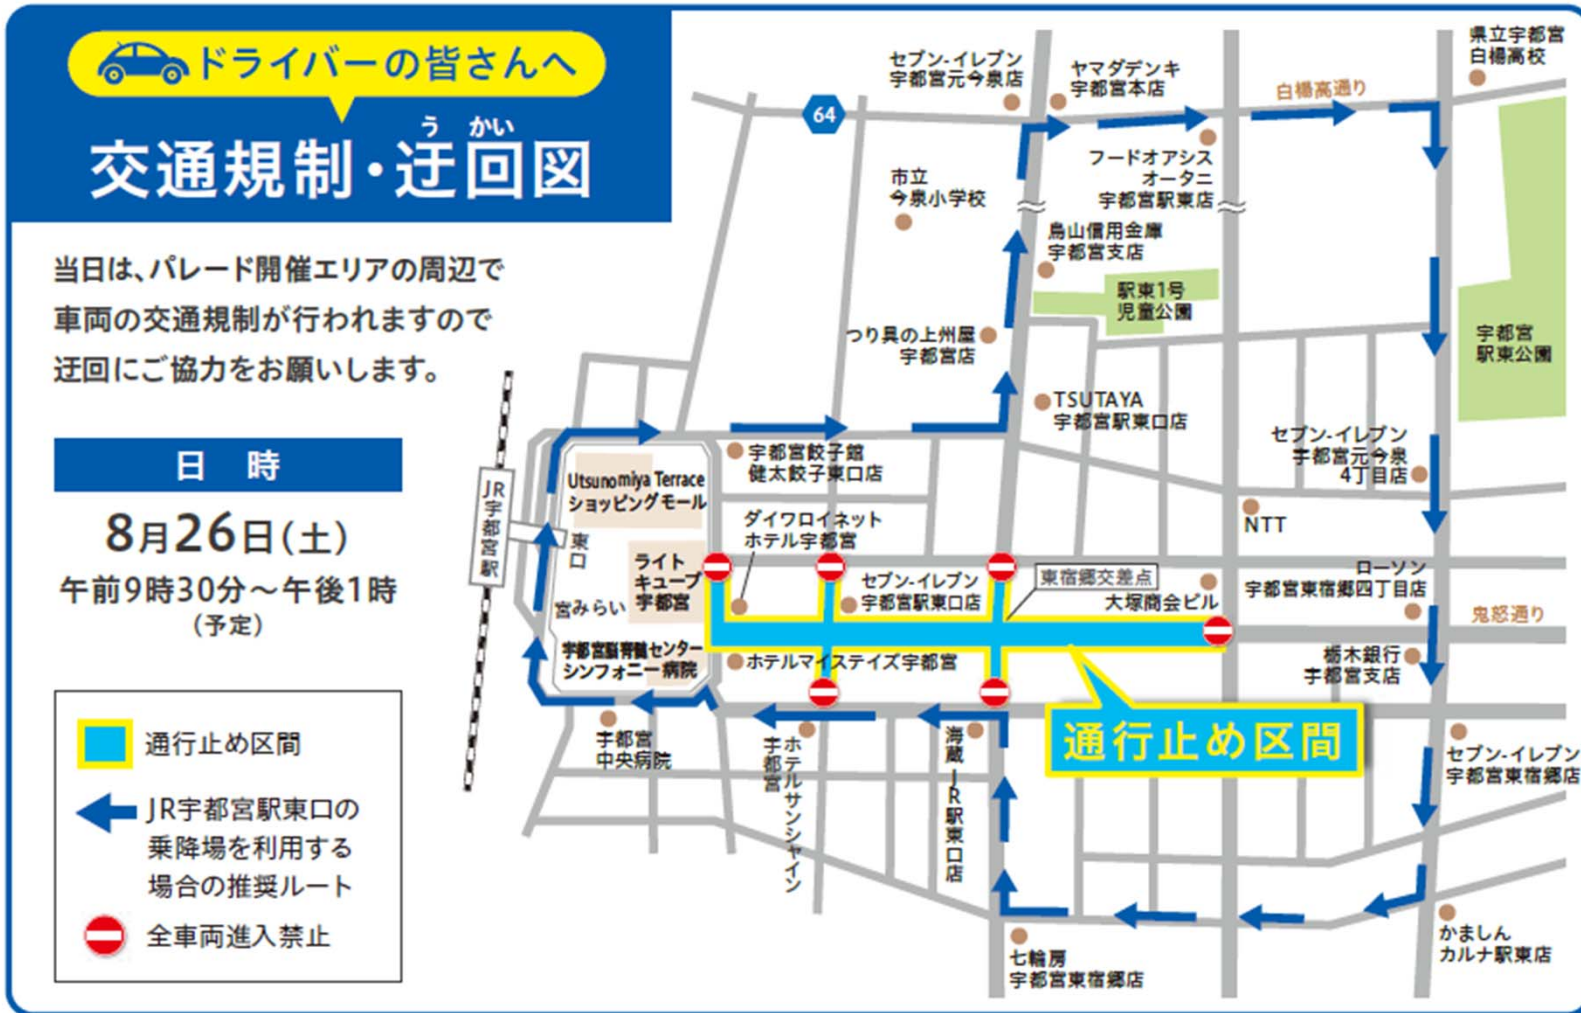 ドライバーの皆さんへ
う かい
交通規制・迂回図
当日は、パレード開催エリアの周辺で
車両の交通規制が行われますので
迂回にご協力をお願いします。
日 時
8月26日(土)
午前9時30分〜午後1時
(予定)
通行止め区間
JR宇都宮駅東口の
乗降場を利用する
場合の推奨ルート
全車両進入禁止
セブン-イレブン
宇都宮元今泉店
ヤマダデンキ
宇都宮本店
白楊高通り
県立宇都宮
白楊高校
64
市立
今泉小学校
フードオアシス
オータニ
宇都宮駅東店
烏山信用金庫
宇都宮支店
駅東1号
児童公園
宇都宮
駅東公園
つり具の上州屋
宇都宮店
TSUTAYA
宇都宮駅東口店
セブン-イレブン
宇都宮元今泉
4丁目店
宇都宮餃子館
健太餃子東口店
Utsunomiya Terrace
ショッピングモール
JR宇都宮駅
東口
ダイワロイネット
ホテル宇都宮
NTT
ライト
キューブ
宇都宮
セブン-イレブン
宇都宮駅東口店
東宿郷交差点
大塚商会ビル
ローソン
宇都宮東宿郷四丁目店
鬼怒通り
宮みらい
宇都宮脳脊髄センター
シンフォニー病院
ホテルマイステイズ宇都宮
栃木銀行
宇都宮支店
通行止め区間
宇都宮
中央病院
ホテルサンシャイン
宇都宮
海蔵 JR駅東口店
セブン-イレブン
宇都宮東宿郷店
七輪房
宇都宮東宿郷店
かましん
カルナ駅東店